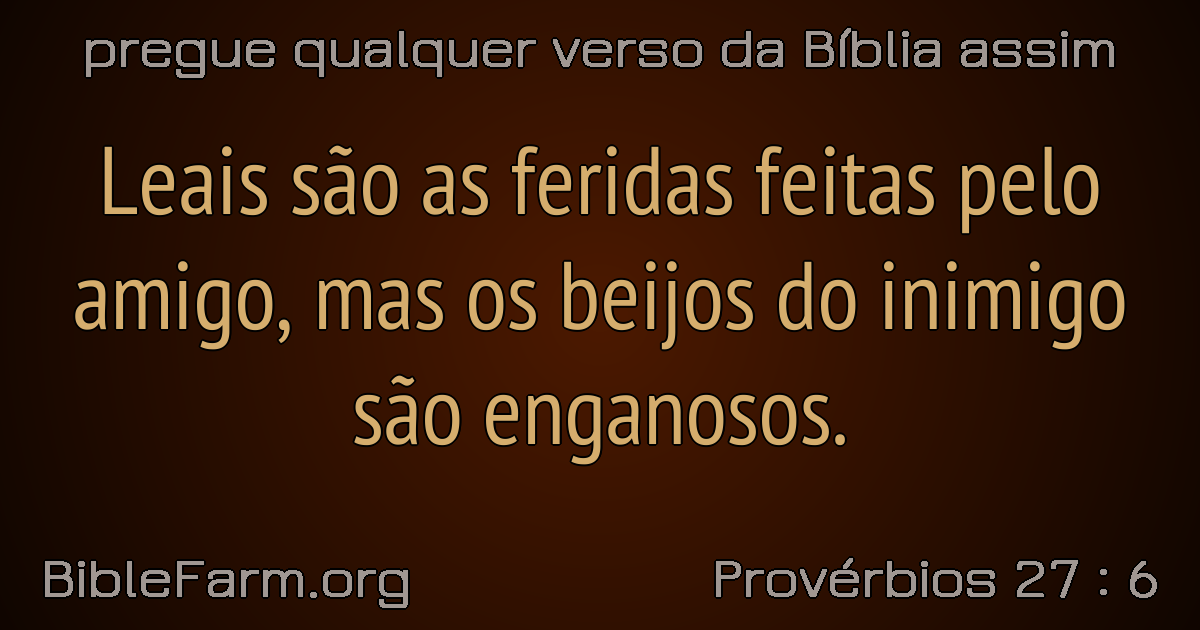 pregue qualquer verso da Bíblia assim
Leais são as feridas feitas pelo
amigo, mas os beijos do inimigo
são enganosos.
BibleFarm.org
Provérbios 27 : 6